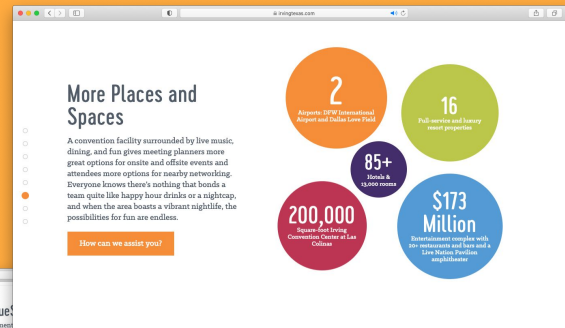 irvingtexas.com
More Places and
Spaces
A convention facility surrounded by live music,
dining, and fun gives meeting planners more
great options for onsite and offsite events and
attendees more options for nearby networking.
Everyone knows there's nothing that bonds a
team quite like happy hour drinks or a nightcap,
and when the area boasts a vibrant nightlife, the
possibilities for fun are endless.
How can we assist you?
2
Airports: DFW International
Airport and Dallas Love Field
16
Full-service and luxury
resort properties
85+
Hotels &
13,000 rooms
200,000
Square-foot Irving
Convention Center at Las
Colinas
$173
Million
Entertainment complex with
20+ restaurants and bars and a
Live Nation Pavilion
amphitheater